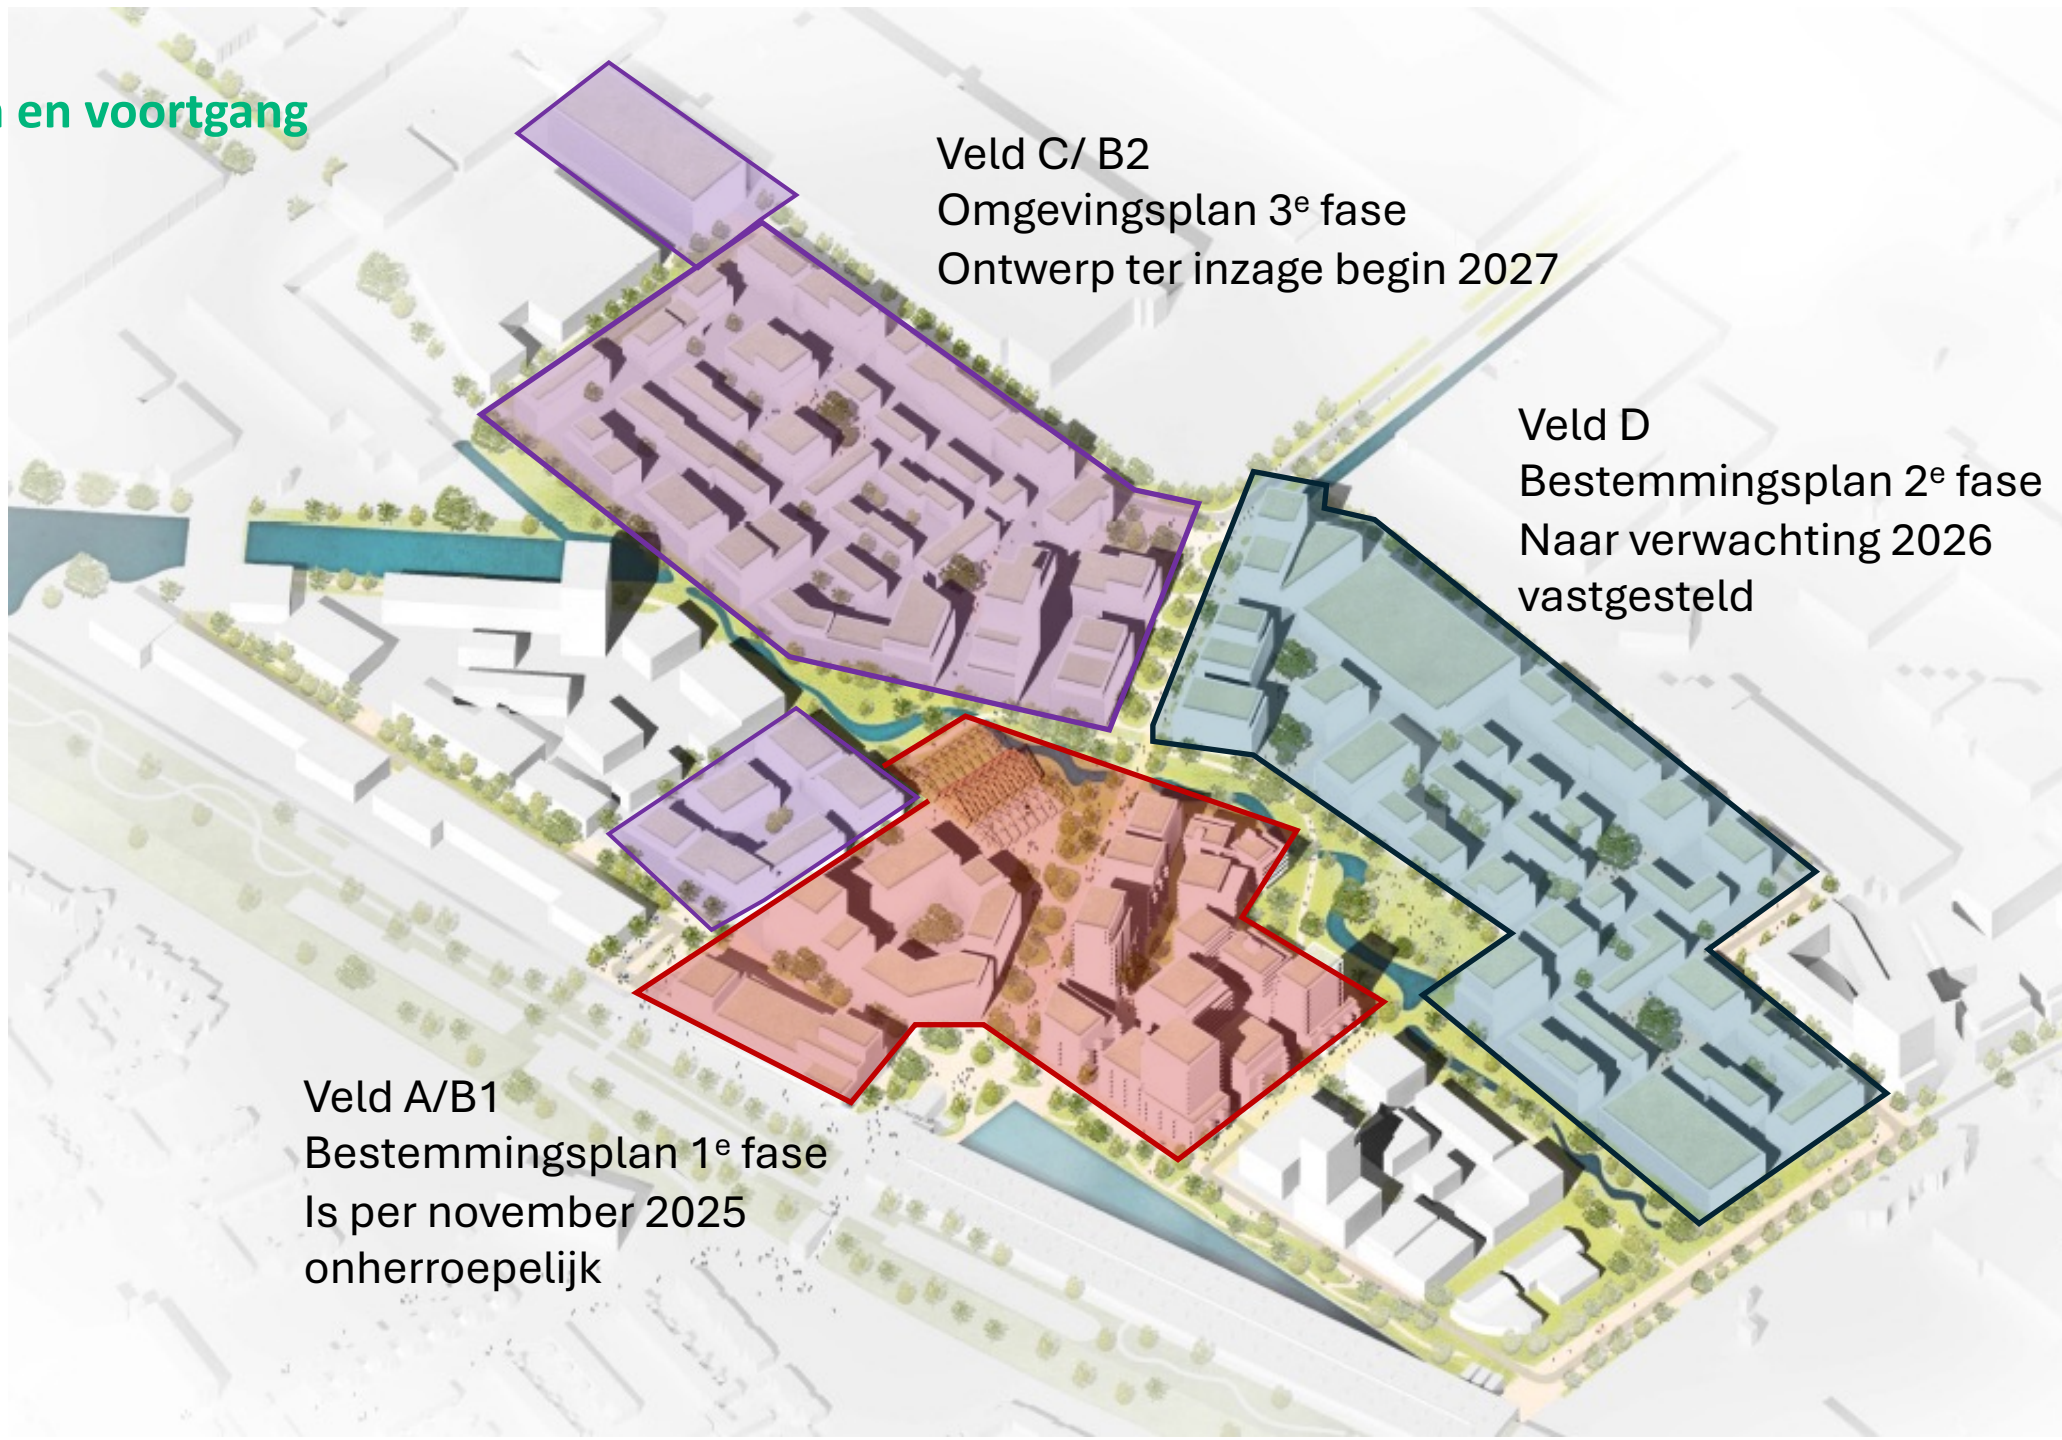 en voortgang
Veld C/ B2
Omgevingsplan 3e fase
Ontwerp ter inzage begin 2027
Veld D
Bestemmingsplan 2e fase
Naar verwachting 2026
vastgesteld
Veld A/B1
Bestemmingsplan 1e fase
Is per november 2025
onherroepelijk